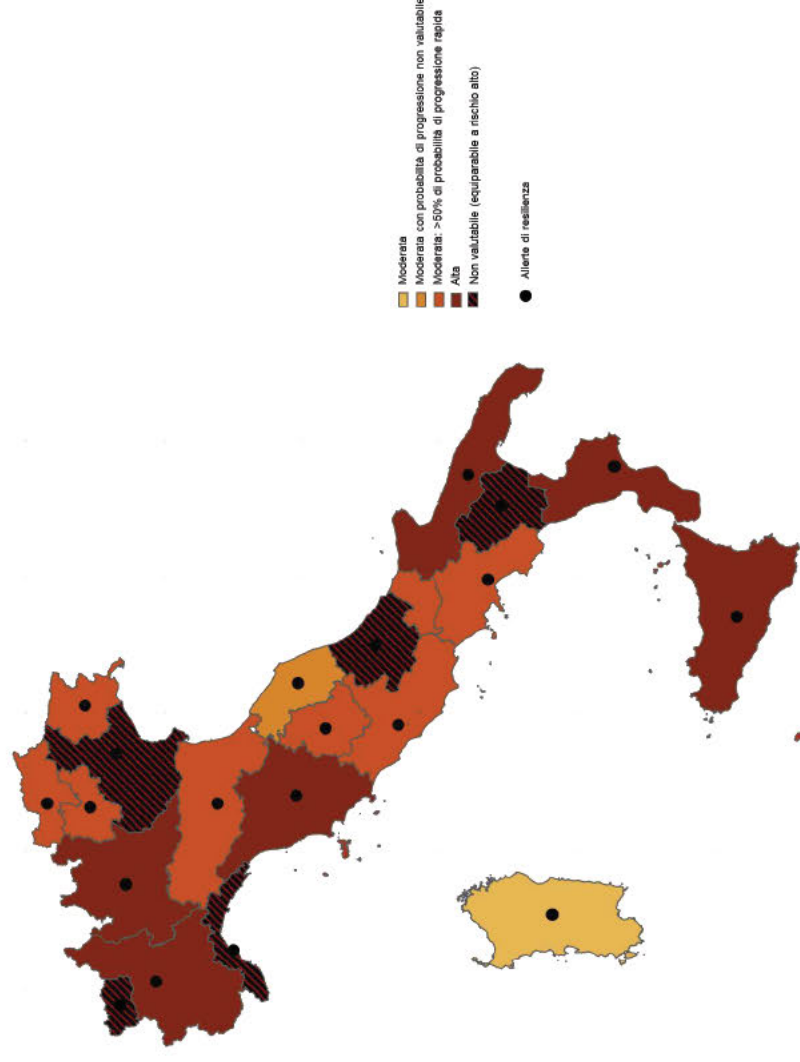 Moderata
Moderata con probabilità di progressione non valutabile
Moderata: >50% di probabilità di progressione rapida
Alta
Non valutabile (equiparabile a rischio alto)
Allerte di resilienza